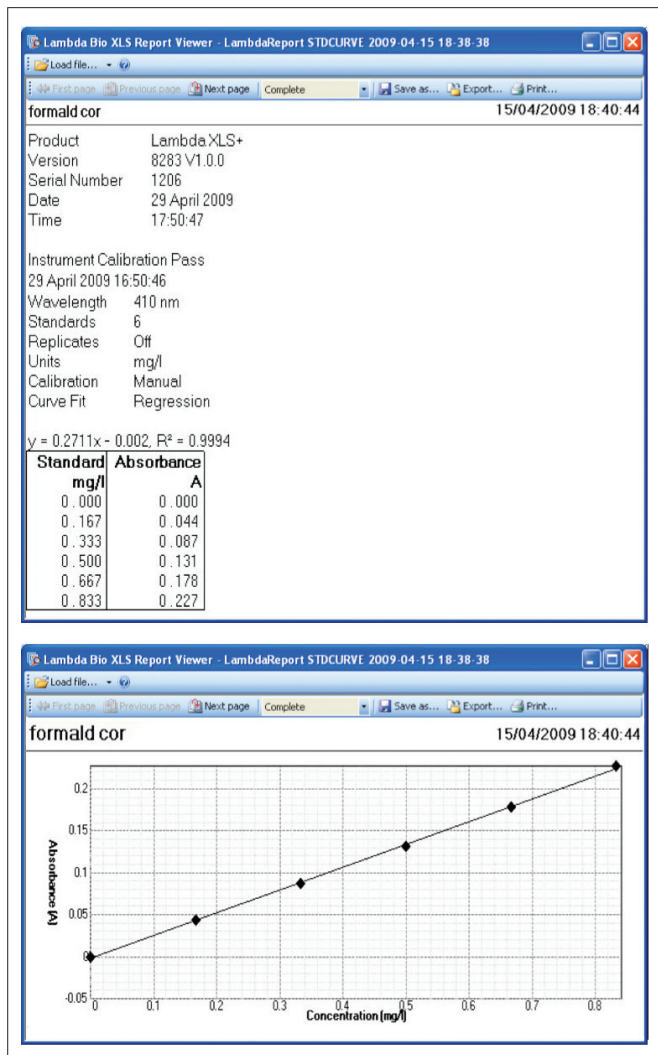 Lambda Bio XLS Report Viewer - LambdaReport STDCURVE 2009-04-15 18-38-38
Load file...
First page Previous page Next page Complete Save as... Export... Print...
formald cor 15/04/2009 18:40:44
Product Lambda XLS+
Version 8283 V1.0.0
Serial Number 1206
Date 29 April 2009
Time 17:50:47
Instrument Calibration Pass
29 April 2009 16:50:46
Wavelength 410 nm
Standards 6
Replicates Off
Units mg/l
Calibration Manual
Curve Fit Regression
y = 0.2711x - 0.002, R² = 0.9994
Standard Absorbance
mg/l A
0.000 0.000
0.167 0.044
0.333 0.087
0.500 0.131
0.667 0.178
0.833 0.227
Lambda Bio XLS Report Viewer - LambdaReport STDCURVE 2009-04-15 18-38-38
Load file...
First page Previous page Next page Complete Save as... Export... Print...
formald cor 15/04/2009 18:40:44
0.2
0.15
0.1
0.05
0
-0.05
Absorbance (A)
0 0.1 0.2 0.3 0.4 0.5 0.6 0.7 0.8
Concentration (mg/l)